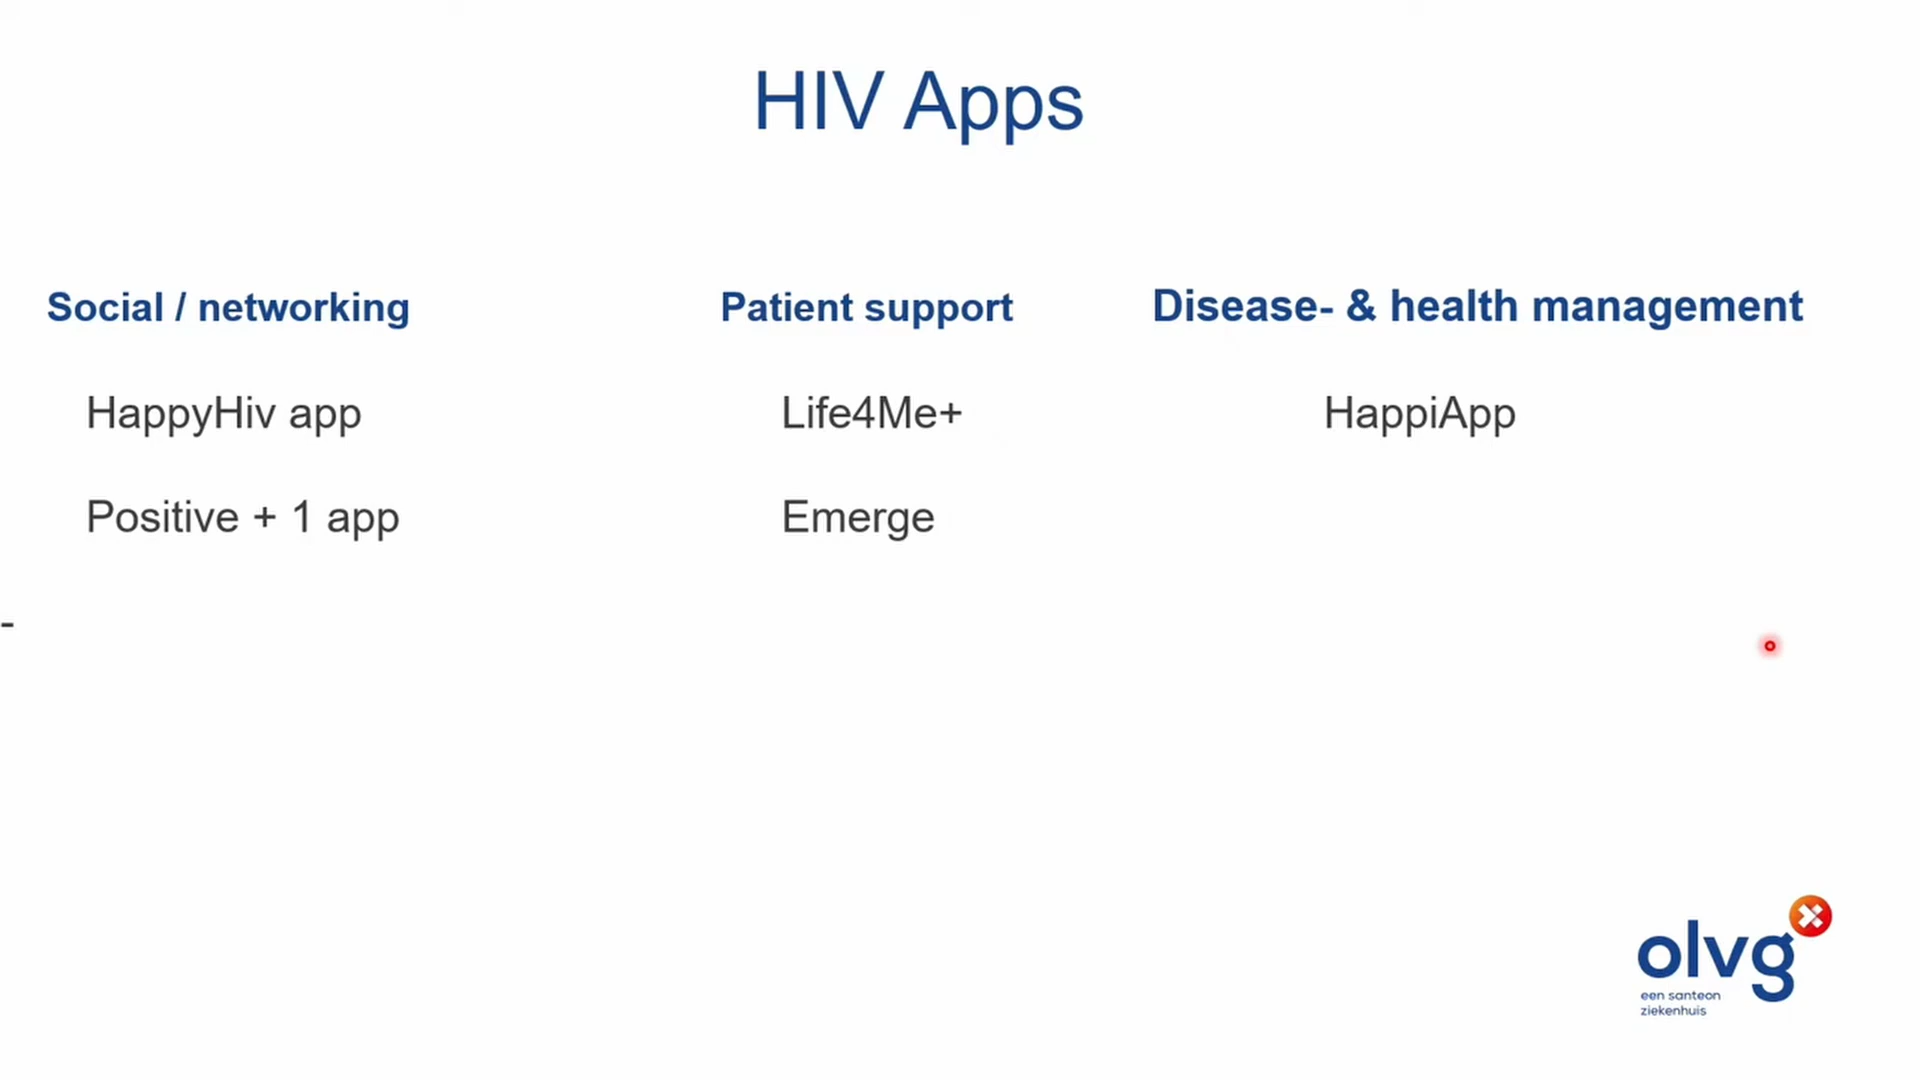 HIV Apps
Social / networking
HappyHiv app
Positive + 1 app
-
Patient support
Life4Me+
Emerge
Disease- & health management
HappiApp
olvg
een santeon
ziekenhuis